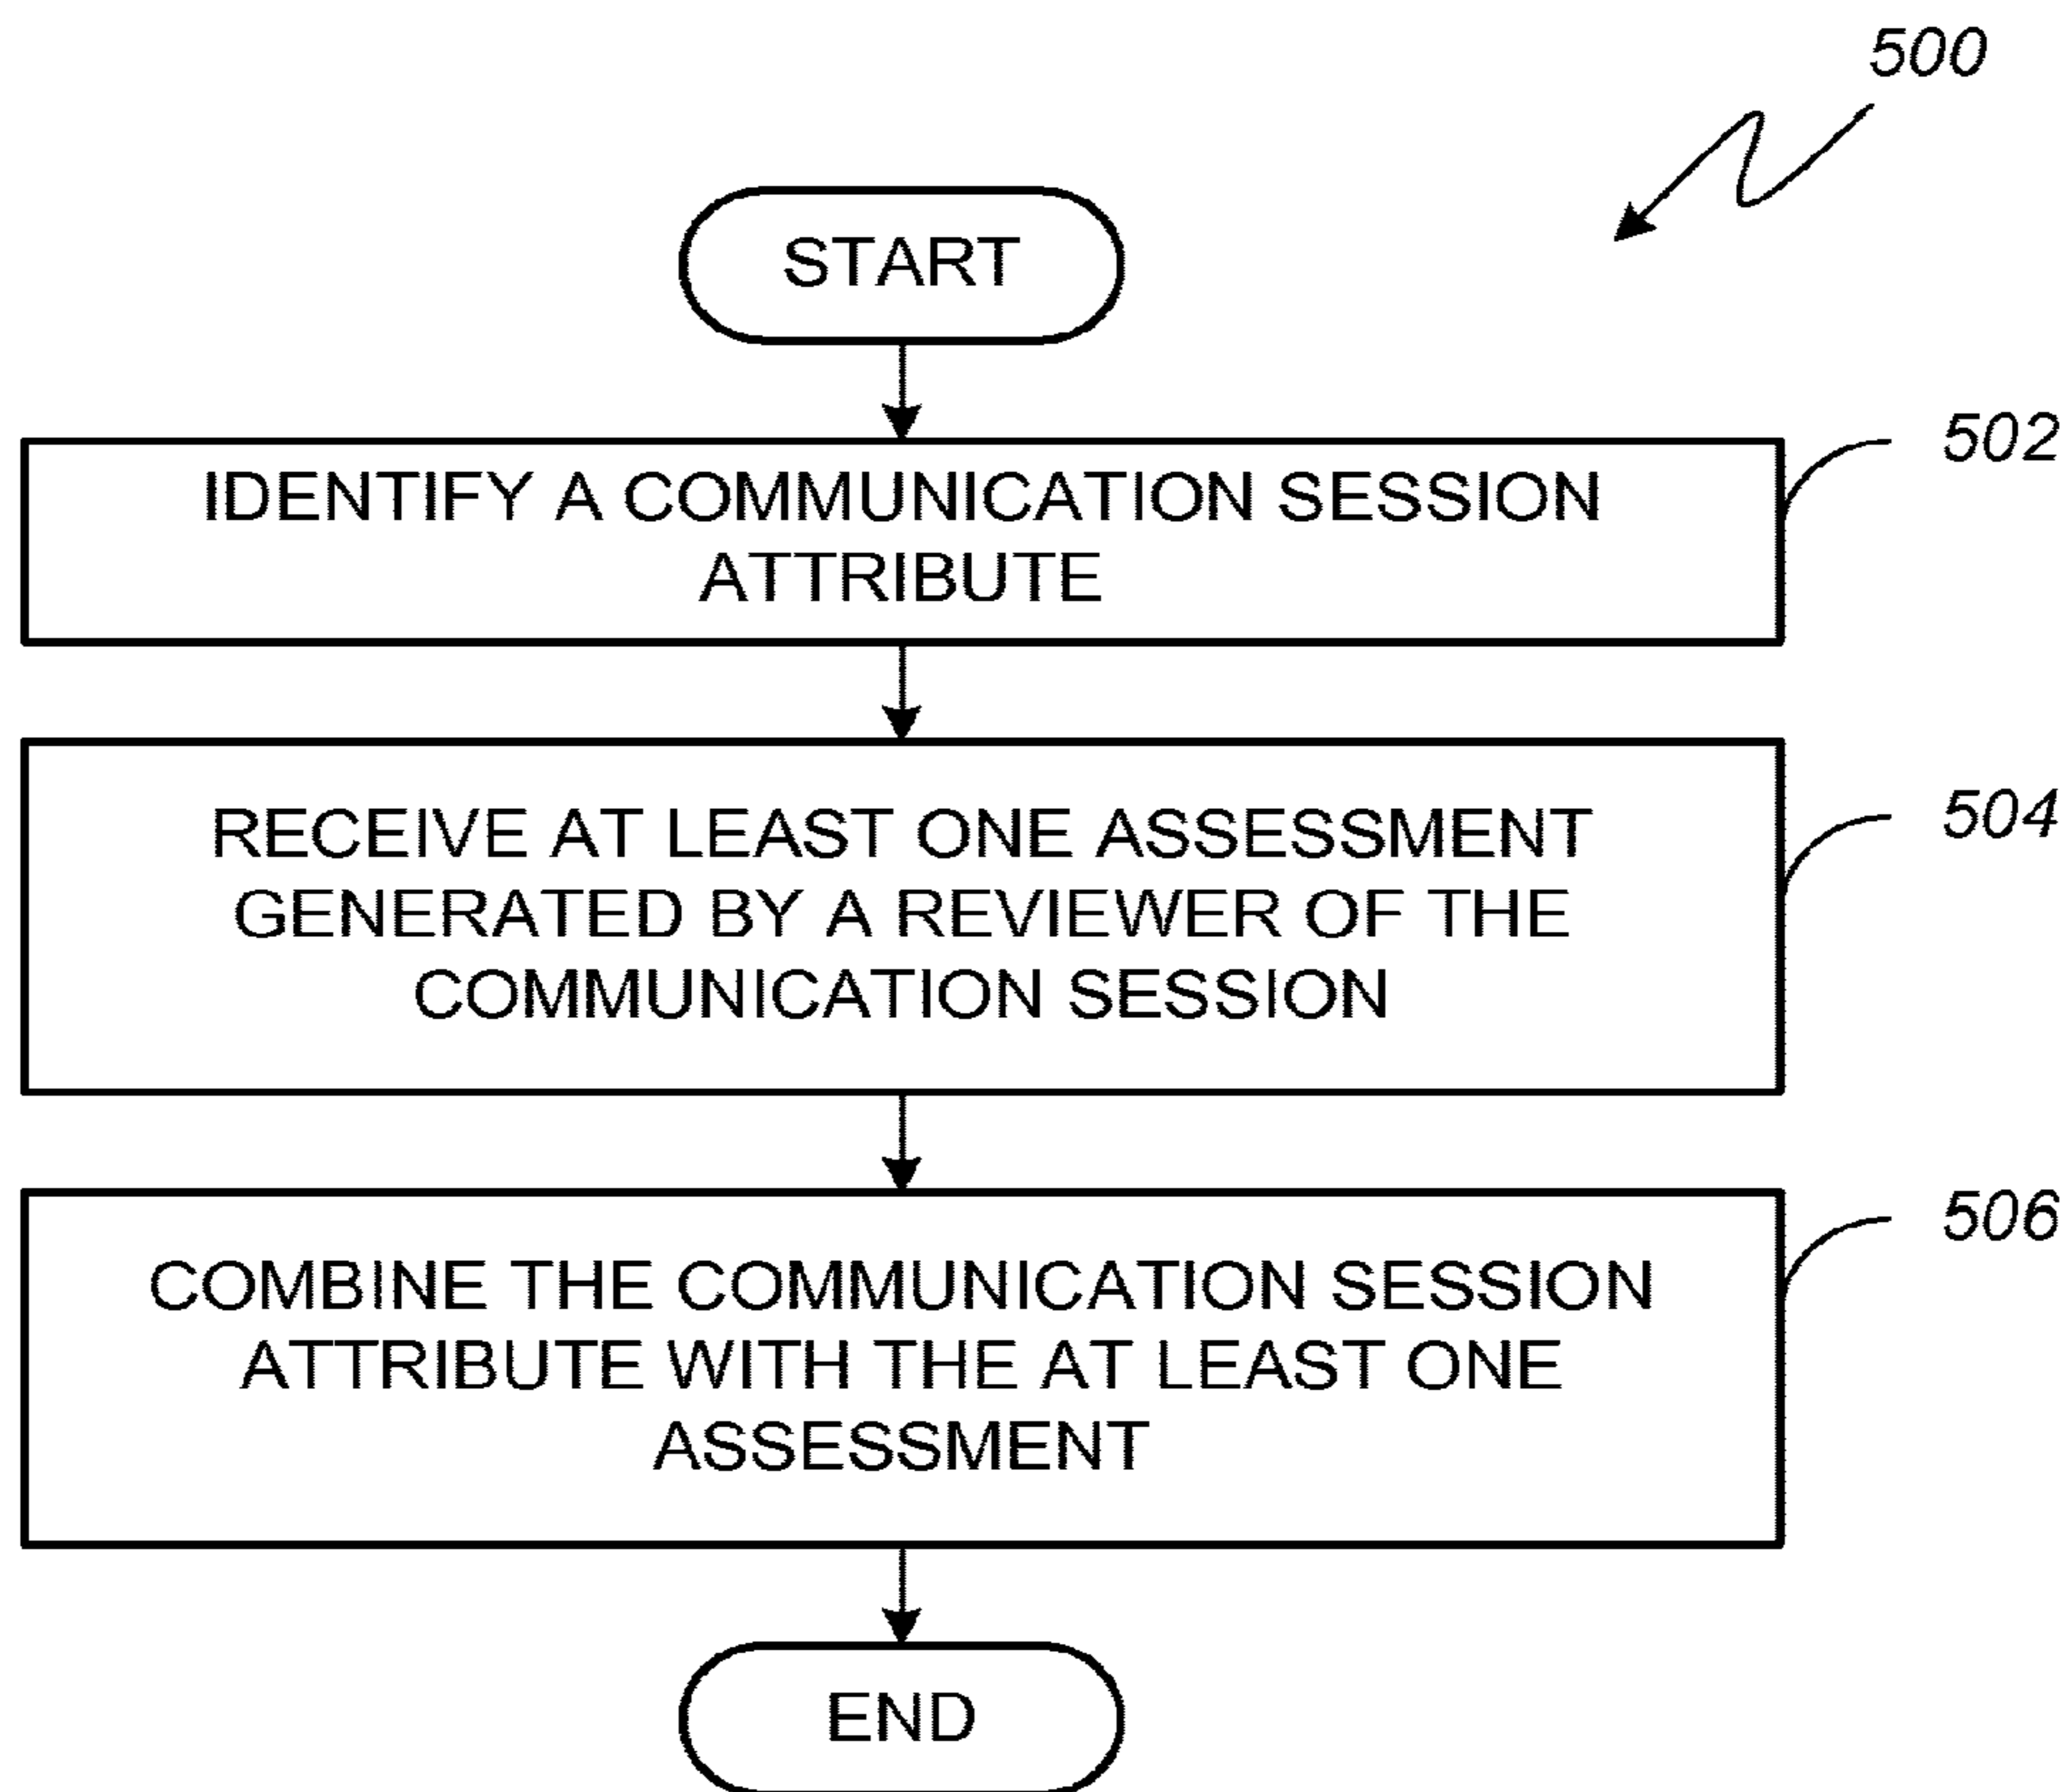 500
START
502
IDENTIFY A COMMUNICATION SESSION
ATTRIBUTE
504
RECEIVE AT LEAST ONE ASSESSMENT
GENERATED BY A REVIEWER OF THE
COMMUNICATION SESSION
506
COMBINE THE COMMUNICATION SESSION
ATTRIBUTE WITH THE AT LEAST ONE
ASSESSMENT
END